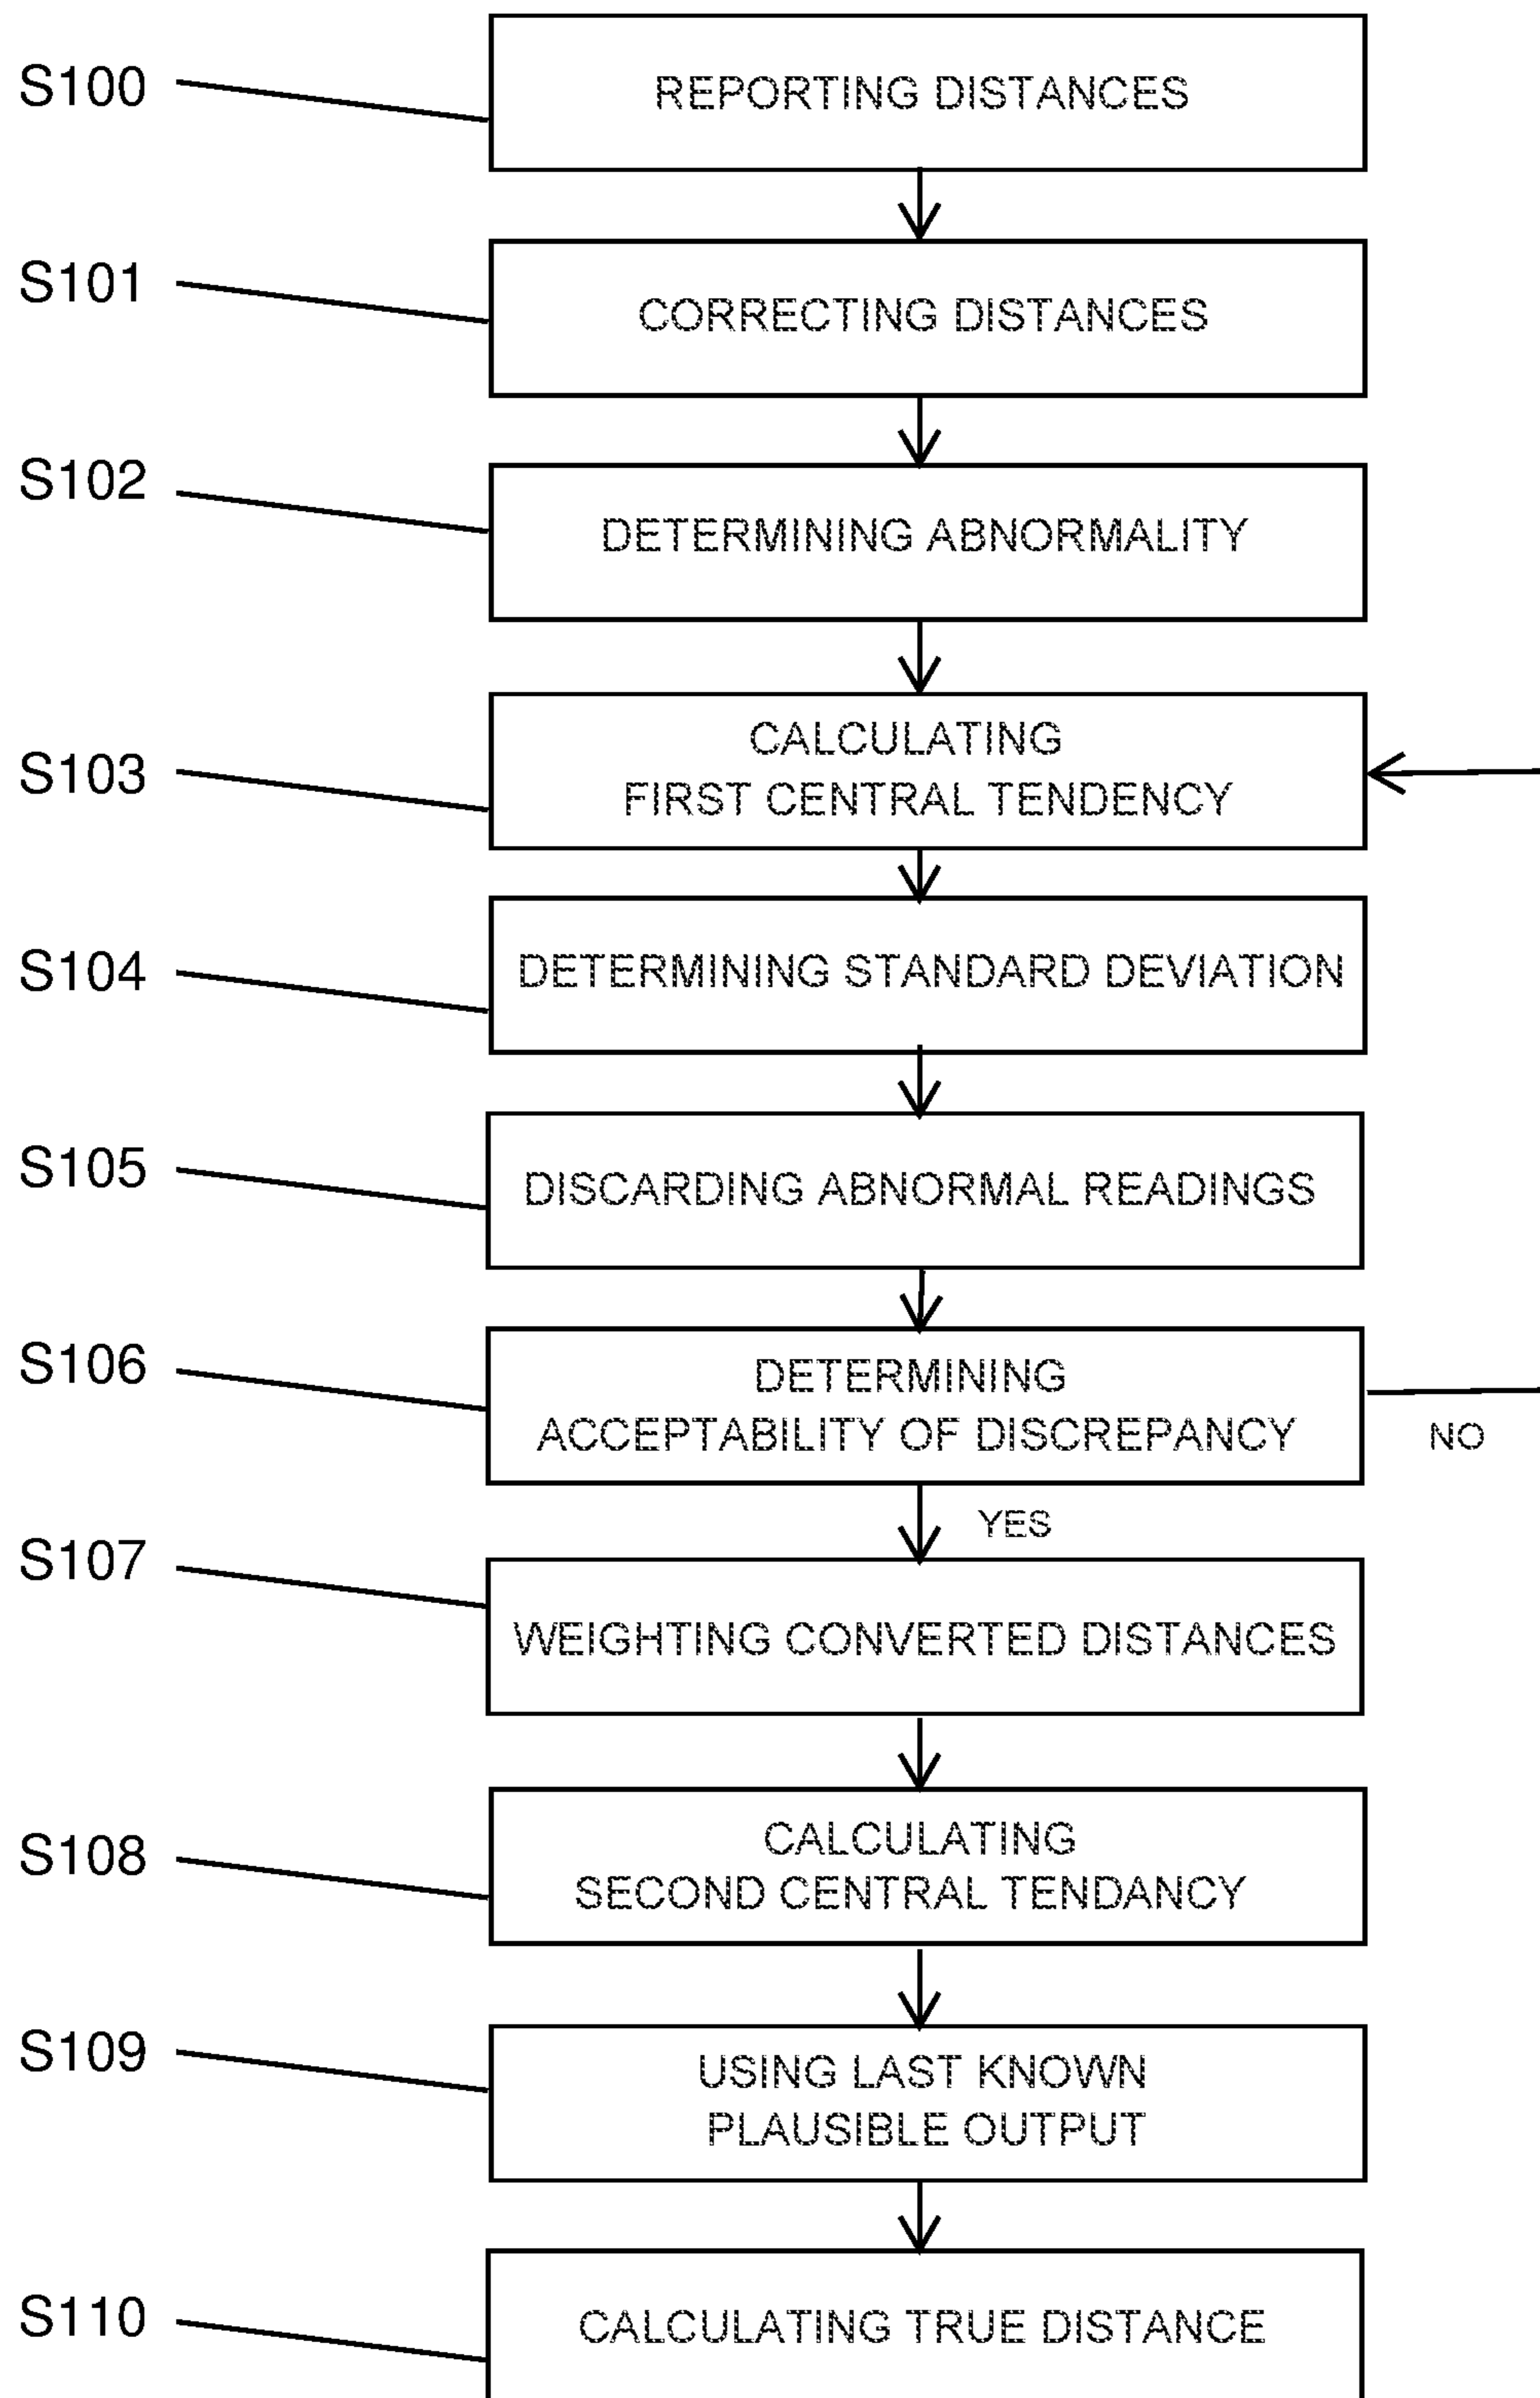 S100
REPORTING DISTANCES
S101
CORRECTING DISTANCES
S102
DETERMINING ABNORMALITY
S103
CALCULATING
FIRST CENTRAL TENDENCY
S104
DETERMINING STANDARD DEVIATION
S105
DISCARDING ABNORMAL READINGS
S106
DETERMINING
ACCEPTABILITY OF DISCREPANCY
NO
YES
S107
WEIGHTING CONVERTED DISTANCES
S108
CALCULATING
SECOND CENTRAL TENDANCY
S109
USING LAST KNOWN
PLAUSIBLE OUTPUT
S110
CALCULATING TRUE DISTANCE